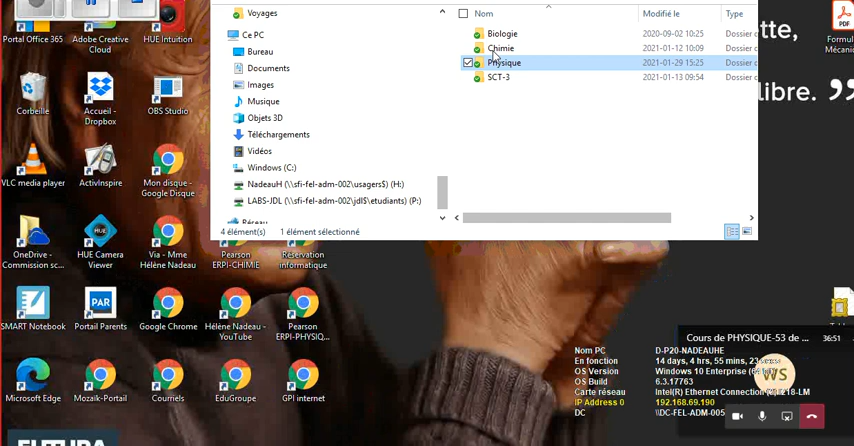 Portal Office 365
Adobe Creative
Cloud
HUE Intuition
Corbeille
Accueil -
Dropbox
OBS Studio
VLC media player
ActivInspire
Mon disque -
Google Disque
OneDrive -
Commission sc...
HUE Camera
Viewer
Via - Mme
Hélène Nadeau
Pearson
ERPI-CHIMIE
Réservation
informatique
SMART Notebook
PAR
Portail Parents
Google Chrome
Hélène Nadeau -
YouTube
Pearson
ERPI-PHYSIQ...
Microsoft Edge
Mozaïk-Portail
Courriels
EduGroupe
GPI internet
FUTURA
Voyages
Ce PC
Bureau
Documents
Images
Musique
Objets 3D
Téléchargements
Vidéos
Windows (C:)
NadeauH (\\sfi-fel-adm-002\usagers$) (H:)
LABS-JDL (\\sfi-fel-adm-002\jdl$\etudiants) (P:)
Réseau
4 élément(s) 1 élément sélectionné
Nom Modifié le Type
Biologie 2020-09-02 10:25 Dossier
Chimie 2021-01-12 10:09 Dossier
Physique 2021-01-29 15:25 Dossier
SCT-3 2021-01-13 09:54 Dossier
libre. ”
PDF
Formul
Mécani
Cours de PHYSIQUE-53 de ... 36:51
WS
Nom PC D-P20-NADEAUHE
En fonction 14 days, 4 hrs, 55 mins,
OS Version Windows 10 Enterprise
OS Build 6.3.17763
Carte réseau Intel(R) Ethernet Connection
IP Address 0 192.168.69.190
DC \\DC-FEL-ADM-005